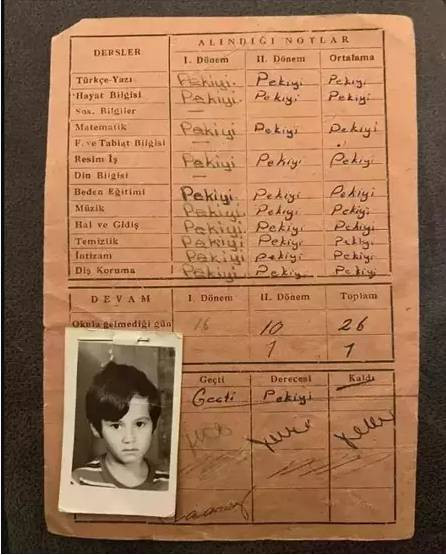 DERSLER ALINDIĞI NOTLAR
I. Dönem II. Dönem Ortalama
Türkçe-Yazı Pekiyi. Pekiyi Pekiyi
Hayat Bilgisi Pekiyi. Pekiyi Pekiyi
Sos. Bilgiler —
Matematik Pekiyi Pekiyi Pekiyi
F. ve Tabiat Bilgisi —
Resim İş Pekiyi Pekiyi Pekiyi
Din Bilgisi —
Beden Eğitimi Pekiyi Pekiyi Pekiyi
Müzik Pekiyi Pekiyi Pekiyi
Hal ve Gidiş Pekiyi Pekiyi Pekiyi
Temizlik Pekiyi Pekiyi Pekiyi
İntizam Pekiyi Pekiyi Pekiyi
Diş Koruma Pekiyi Pekiyi Pekiyi
DEVAM I. Dönem II. Dönem Toplam
Okula gelmediği gün 16 10 26
1 1
Geçti Derecesi Kaldı
Geçti Pekiyi